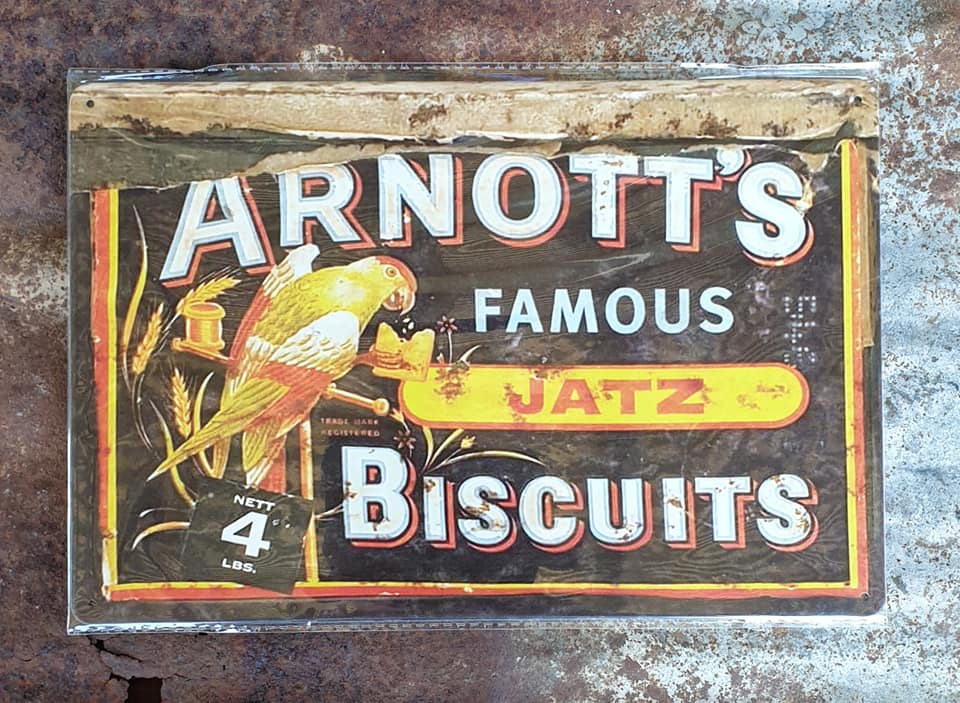 ARNOTT'S
FAMOUS
JATZ
TRADE MARK
REGISTERED
BISCUITS
NETT
4
LBS.